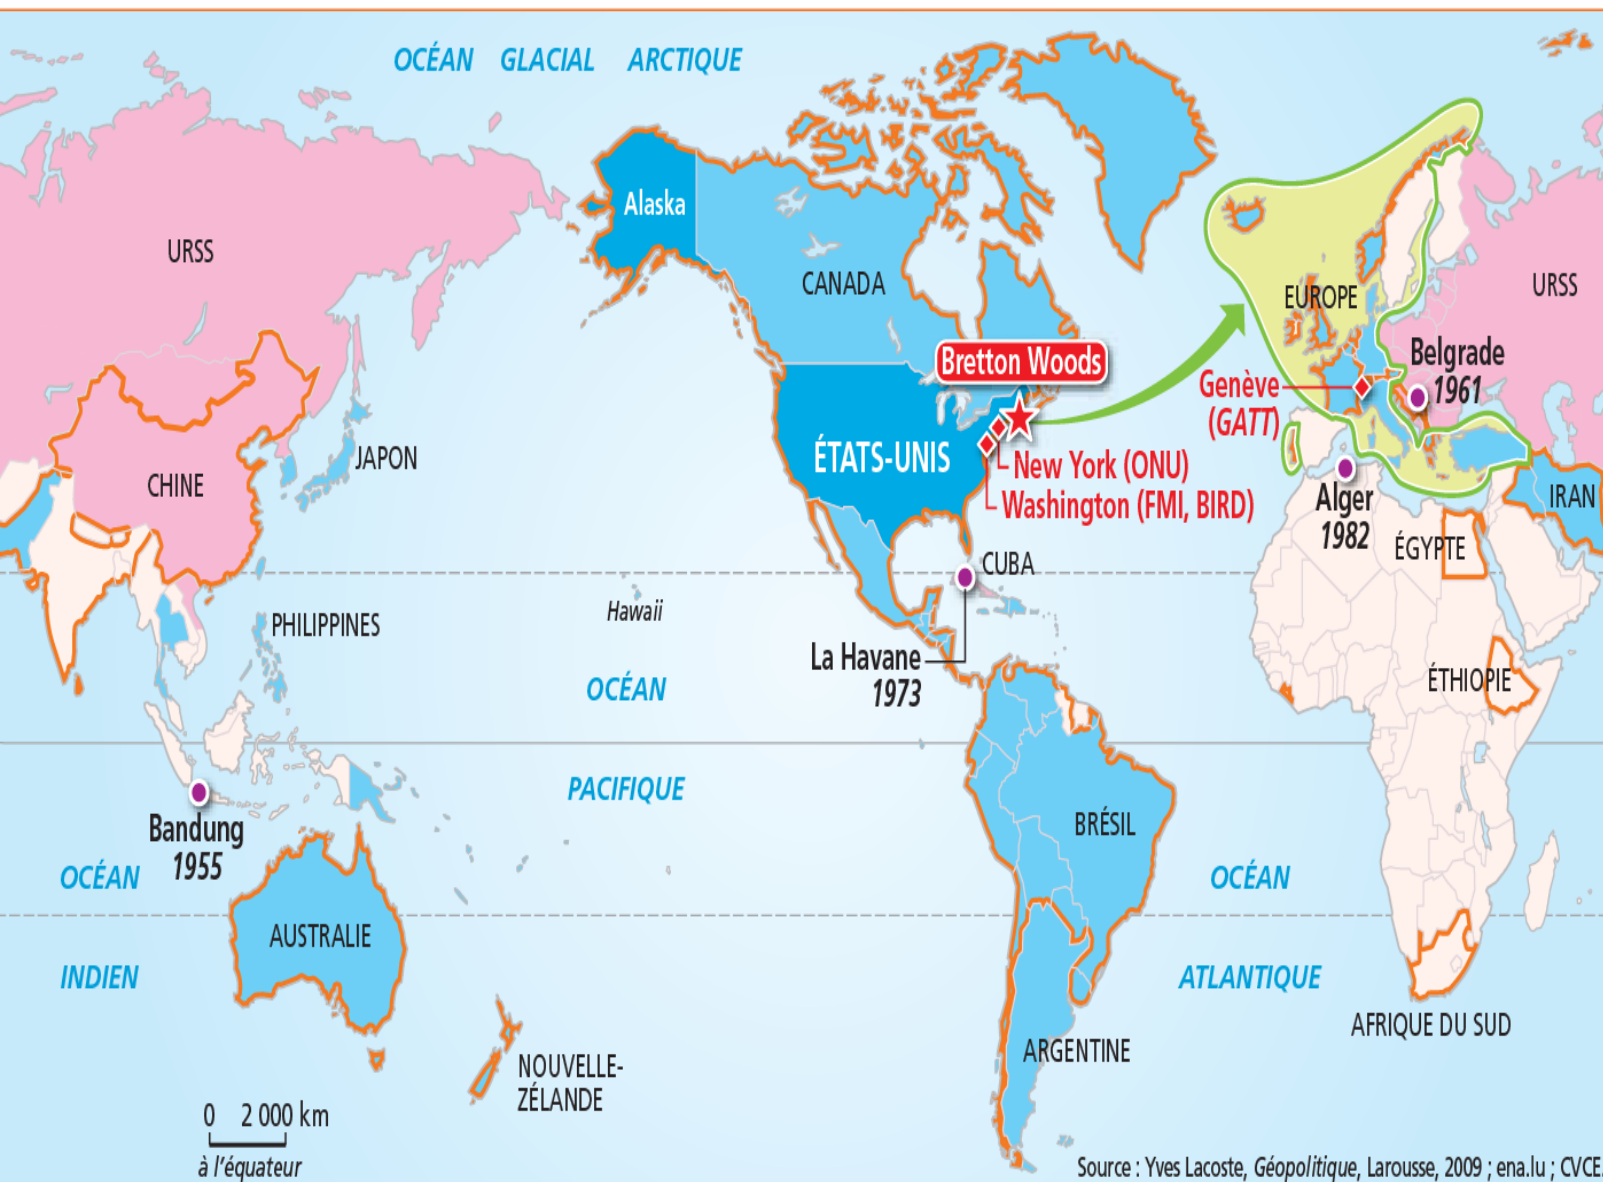 OCÉAN GLACIAL ARCTIQUE
Alaska
URSS
CANADA
EUROPE
URSS
Bretton Woods
Belgrade
1961
Genève
(GATT)
JAPON
ÉTATS-UNIS
New York (ONU)
CHINE
Washington (FMI, BIRD)
IRAN
Alger
1982
ÉGYPTE
CUBA
Hawaii
PHILIPPINES
La Havane
1973
ÉTHIOPIE
OCÉAN
PACIFIQUE
Bandung
1955
BRÉSIL
OCÉAN
INDIEN
OCÉAN
ATLANTIQUE
AUSTRALIE
AFRIQUE DU SUD
ARGENTINE
NOUVELLE-
ZÉLANDE
0 2 000 km
à l'équateur
Source : Yves Lacoste, Géopolitique, Larousse, 2009 ; ena.lu ; CVCE.